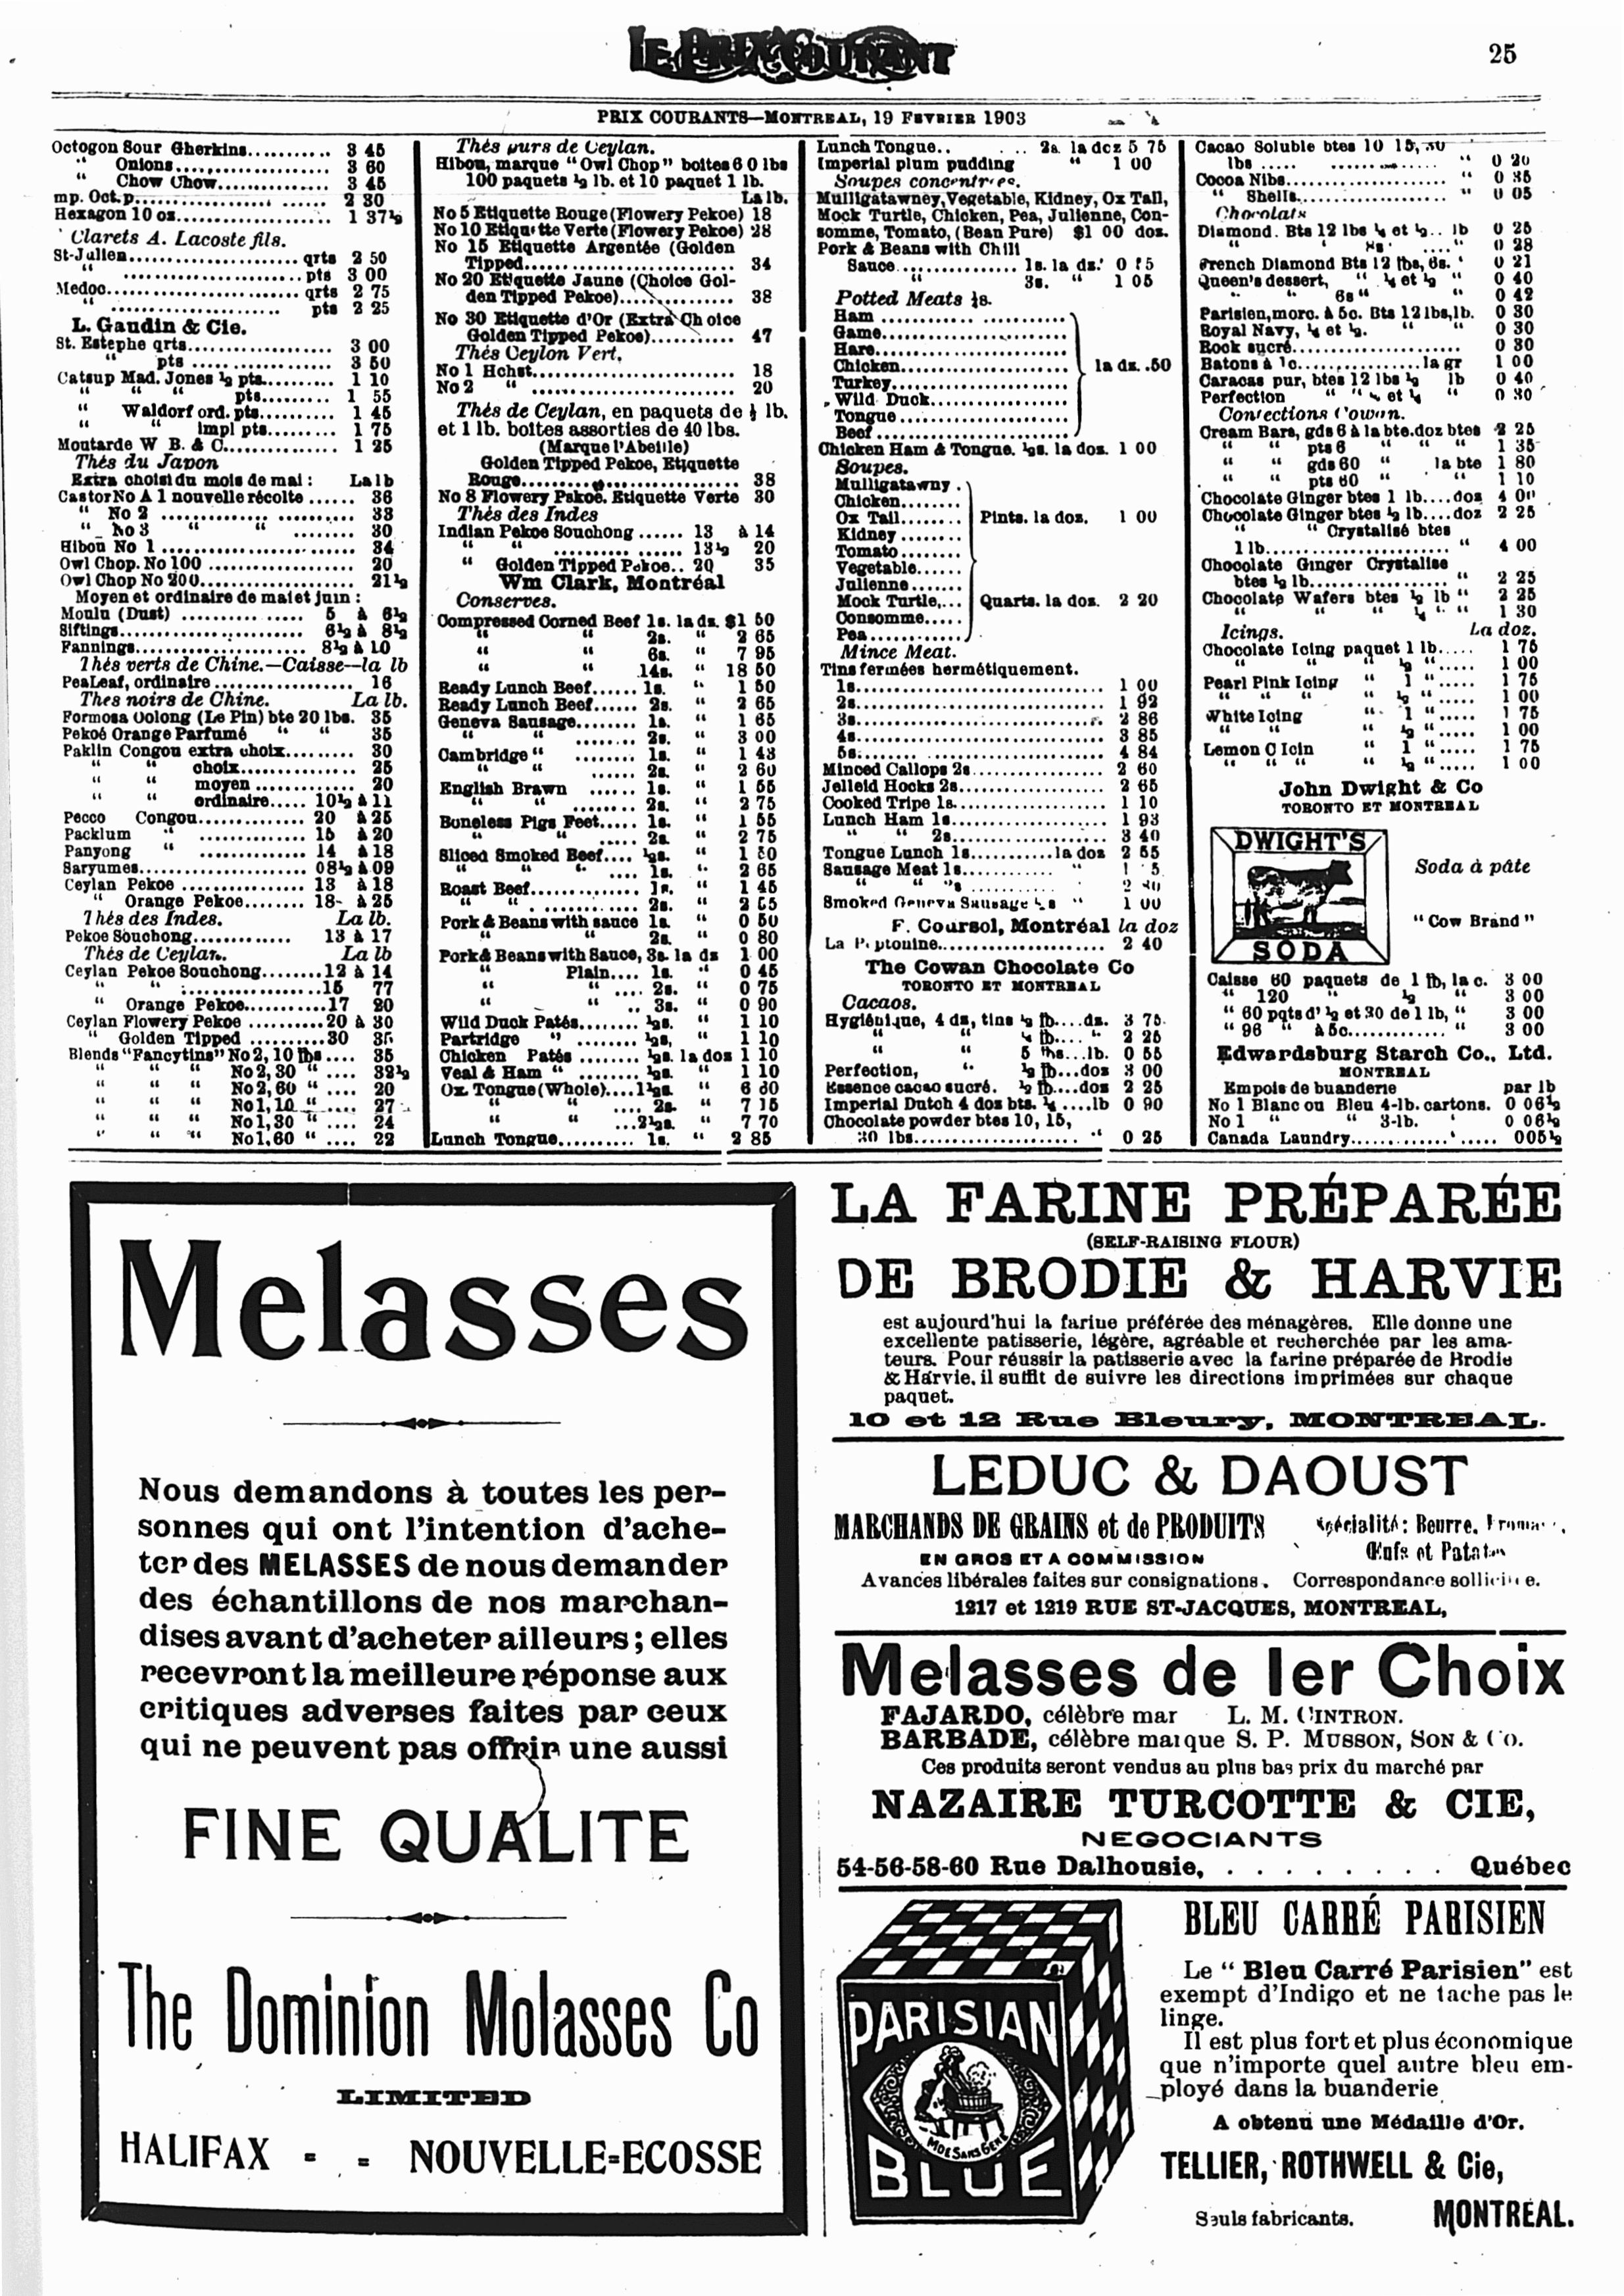 LE PRIX COURANT
25
PRIX COURANTS—MONTREAL, 19 FEVRIER 1903
Octogon Sour Gherkins........... 3 45
“ Onions.................... 3 60
“ Chow Chow............... 3 45
mp. Oct.p......................... 2 30
Hexagon 10 oz..................... 1 37½
Clarets A. Lacoste fils.
St-Julien....................... qrts 2 50
“ ....................... pts 3 00
Medoc.......................... qrts 2 75
“ .......................... pts 2 25
L. Gaudin & Cie.
St. Estephe qrts................... 3 00
“ pts ...................... 3 50
Catsup Mad. Jones ½ pts......... 1 10
“ “ “ pts......... 1 55
“ Waldorf ord. pts.......... 1 45
“ “ impl pts......... 1 75
Moutarde W B. & C............... 1 25
Thés du Japon
Extra choisi du mois de mai : La lb
Castor No A 1 nouvelle récolte ...... 36
“ No 2 .......................... 33
“ No 3 “ “ .......... 30
Hibou No 1 .......................... 34
Owl Chop. No 100 .................... 20
Owl Chop No 200..................... 21½
Moyen et ordinaire de mai et juin :
Moulu (Dust) ................ 5 à 6½
Siftings........................ 6½ à 8½
Fannings....................... 8½ à 10
Thés verts de Chine.—Caisse—la lb
PeaLeaf, ordinaire ................... 16
Thes noirs de Chine. La lb.
Formosa Oolong (Le Pin) bte 20 lbs. 35
Pekoé Orange Parfumé “ “ 35
Paklin Congou extra choix......... 30
“ “ choix............... 25
“ “ moyen ............. 20
“ “ ordinaire..... 10½ à 11
Pecco Congou................ 20 à 25
Packlum “ ............... 15 à 20
Panyong “ ............... 14 à 18
Saryumes...................... 08½ à 09
Ceylan Pekoe ................. 13 à 18
“ Orange Pekoe........ 18- à 25
Thés des Indes. La lb.
Pekoe Souchong............. 13 à 17
Thés de Ceylan. La lb
Ceylan Pekoe Souchong........ 12 à 14
“ “ .................... 15 77
“ Orange Pekoe........... 17 20
Ceylan Flowery Pekoe .......... 20 à 30
“ Golden Tipped .......... 30 35
Blends “Fancytins” No 2, 10 lbs .... 35
“ “ “ No 2, 30 “ .... 32½
“ “ “ No 2, 60 “ .... 20
“ “ “ No 1, 10 “ .... 27
“ “ “ No 1, 30 “ .... 24
“ “ “ No 1, 60 “ .... 22
Thés purs de Ceylan.
Hibou, marque “Owl Chop” boîtes 6 0 lbs
100 paquets ½ lb. et 10 paquet 1 lb.
La lb.
No 5 Etiquette Rouge (Flowery Pekoe) 18
No 10 Etiquette Verte (Flowery Pekoe) 28
No 15 Etiquette Argentée (Golden
Tipped............................ 34
No 20 Etiquette Jaune (Choice Gol-
den Tipped Pekoe)............... 38
No 30 Etiquette d'Or (Extra Choice
Golden Tipped Pekoe)........... 47
Thés Ceylon Vert,
No 1 Hchst........................... 18
No 2 “ ........................... 20
Thés de Ceylan, en paquets de ½ lb.
et 1 lb. boîtes assorties de 40 lbs.
(Marque l'Abeille)
Golden Tipped Pekoe, Etiquette
Rouge............................. 38
No 8 Flowery Pekoe. Etiquette Verte 30
Thés des Indes
Indian Pekoe Souchong ...... 13 à 14
“ “ ................ 13½ 20
“ Golden Tipped Pekoe.. 20 35
Wm Clark, Montréal
Conserves.
Compressed Corned Beef 1s. la dz. $1 50
“ “ 2s. “ 2 65
“ “ 6s. “ 7 95
“ “ 14s. “ 18 50
Ready Lunch Beef...... 1s. “ 1 50
Ready Lunch Beef...... 2s. “ 2 65
Geneva Sausage........ 1s. “ 1 65
“ “ ........ 2s. “ 3 00
Cambridge “ ........ 1s. “ 1 43
“ “ ...... 2s. “ 2 60
English Brawn ...... 1s. “ 1 55
“ “ ........ 2s. “ 2 75
Boneless Pigs Feet..... 1s. “ 1 55
“ “ ..... 2s. “ 2 75
Sliced Smoked Beef.... ½s. “
“ “ “ .... 1s. “ 2 65
Roast Beef.............. 1s. “ 1 45
“ “ .............. 2s. “
Pork & Beans with sauce 1s. “ 0 50
“ “ 2s. “ 0 80
Pork & Beans with Sauce, 3s. la dz 1 00
“ Plain.... 1s. “ 0 45
“ “ .... 2s. “ 0 75
“ “ .. 3s. “ 0 90
Wild Duck Patés........ ½s. “ 1 10
Partridge “ ........ ½s, “ 1 10
Chicken Patés ........ ½s. la doz 1 10
Veal & Ham “ ........ ½s. “ 1 10
Ox. Tongue (Whole).... 1½s. “ 6 30
“ “ .... 2s. “ 7 15
“ “ ... 2½s. “ 7 70
Lunch Tongue.......... 1s. “ 2 85
Lunch Tongue.. ... 2s. la doz 5 75
Imperial plum pudding “ 1 00
Soupes concentrées.
Mulligatawney, Vegetable, Kidney, Ox Tail,
Mock Turtle, Chicken, Pea, Julienne, Con-
somme, Tomato, (Bean Pure) $1 00 doz.
Pork & Beans with Chili
Sauce................ 1s. la dz.
“ 3s. “ 1 05
Potted Meats ½s.
Ham .........................
Game.........................
Hare..........................
Chicken...................... la dz. .50
Turkey........................
Wild Duck...................
Tongue .......................
Beef..........................
Chicken Ham & Tongue. ½s. la doz. 1 00
Soupes.
Mulligatawny .
Chicken........
Ox Tail........ Pints. la doz. 1 00
Kidney ........
Tomato ........
Vegetable......
Julienne.......
Mock Turtle,... Quarts. la doz. 2 20
Consomme.....
Pea............
Mince Meat.
Tins fermées hermétiquement.
1s.................................. 1 00
2s.................................. 1 92
3s.................................. 2 86
4s.................................. 3 85
5s.................................. 4 84
Minced Callops 2s................. 2 60
Jelleid Hocks 2s................... 2 65
Cooked Tripe 1s................... 1 10
Lunch Ham 1s.................... 1 93
“ “ 2s.................... 3 40
Tongue Lunch 1s........... la doz 2 55
Sausage Meat 1s............ “
Smoked Geneva Sausage ½s “ 1 00
F. Coursol, Montréal la doz
La ........................ 2 40
The Cowan Chocolate Co
TORONTO ET MONTREAL
Cacaos.
Hygiénique, 4 dz, tins ½ lb.... dz. 3 75
“ “ ¼ lb.... “ 2 25
“ “ 5 lbs... lb. 0 55
Perfection, “ ½ lb... doz 3 00
Essence cacao sucré. ½ lb.... doz 2 25
Imperial Dutch 4 doz bts. ¼ .... lb 0 90
Chocolate powder btes 10, 15,
30 lbs........................... “ 0 25
Cacao Soluble btes 10 15, 30
lbs ..... ......... “ 0 20
Cocoa Nibs....................... “ 0 35
“ Shells....................... “ 0 05
Chocolats
Diamond. Bts 12 lbs ¼ et ½.. lb 0 25
“ “ 8s .... “ 0 28
French Diamond Bts 12 lbs, 6s. 0 21
Queen's dessert, “ ¼ et ½ “ 0 40
“ “ 6s “ “ 0 42
Parisien, morc. à 5c. Bts 12 lbs, lb. 0 30
Royal Navy, ¼ et ½. “ “ 0 30
Rock sucré....................... 0 30
Batons à 1c................. la gr 1 00
Caracas pur, btes 12 lbs ½ lb 0 40
Perfection “ “ ¼ et ½ “ 0 30
Confections Cowan.
Cream Bars, gds 6 à la bte. doz btes 2 25
“ “ pts 6 “ “ “ 1 35
“ “ gds 60 “ la bte 1 80
“ “ pts 60 “ “ 1 10
Chocolate Ginger btes 1 lb.... doz 4 00
Chocolate Ginger btes ½ lb.... doz 2 25
“ “ Crystalisé btes
1 lb............................ “ 4 00
Chocolate Ginger Crystalise
btes ½ lb.................... “ 2 25
Chocolate Wafers btes ½ lb “ 2 25
“ “ “ ¼ “ “ 1 30
Icings. La doz.
Chocolate Icing paquet 1 lb..... 1 75
“ “ “ ½ “..... 1 00
Pearl Pink Icing “ 1 “..... 1 75
“ “ “ “ ½ “..... 1 00
White Icing “ 1 “..... 1 75
“ “ “ ½ “..... 1 00
Lemon C Icin “ 1 “..... 1 75
“ “ “ “ ½ “..... 1 00
John Dwight & Co
TORONTO ET MONTREAL
DWIGHT'S
SODA
Soda à pâte
“Cow Brand”
Caisse 60 paquets de 1 lb, la c. 3 00
“ 120 “ ½ “ 3 00
“ 60 pqts d' ½ et 30 de 1 lb, “ 3 00
“ 96 “ à 5c............. “ 3 00
Edwardsburg Starch Co., Ltd.
MONTREAL
Empois de buanderie par lb
No 1 Blanc ou Bleu 4-lb. cartons. 0 06½
No 1 “ “ 3-lb. “ 0 06½
Canada Laundry.................... 005½
Melasses
Nous demandons à toutes les per-
sonnes qui ont l'intention d'ache-
ter des MELASSES de nous demander
des échantillons de nos marchan-
dises avant d'acheter ailleurs ; elles
recevront la meilleure réponse aux
critiques adverses faites par ceux
qui ne peuvent pas offrir une aussi
FINE QUALITE
The Dominion Molasses Co
LIMITED
HALIFAX - - NOUVELLE-ECOSSE
LA FARINE PRÉPARÉE
(SELF-RAISING FLOUR)
DE BRODIE & HARVIE
est aujourd'hui la farine préférée des ménagères. Elle donne une
excellente patisserie, légère, agréable et recherchée par les ama-
teurs. Pour réussir la patisserie avec la farine préparée de Brodie
& Harvie, il suffit de suivre les directions imprimées sur chaque
paquet.
10 et 12 Rue Bleury, MONTREAL.
LEDUC & DAOUST
MARCHANDS DE GRAINS et de PRODUITS
EN GROS ET A COMMISSION
Spécialité : Beurre, Fromage,
Œufs et Patates
Avances libérales faites sur consignations. Correspondance sollicitée.
1217 et 1219 RUE ST-JACQUES, MONTREAL,
Melasses de 1er Choix
FAJARDO, célèbre mar L. M. CINTRON.
BARBADE, célèbre marque S. P. MUSSON, SON & Co.
Ces produits seront vendus au plus bas prix du marché par
NAZAIRE TURCOTTE & CIE,
NEGOCIANTS
54-56-58-60 Rue Dalhousie, . . . . . . . . Québec
PARISIAN
MDE SANS GÊNE
BLUE
BLEU CARRÉ PARISIEN
Le “ Bleu Carré Parisien” est
exempt d'Indigo et ne tache pas le
linge.
Il est plus fort et plus économique
que n'importe quel autre bleu em-
ployé dans la buanderie
A obtenu une Médaille d'Or.
TELLIER, ROTHWELL & Cie,
Seuls fabricants. MONTRÉAL.